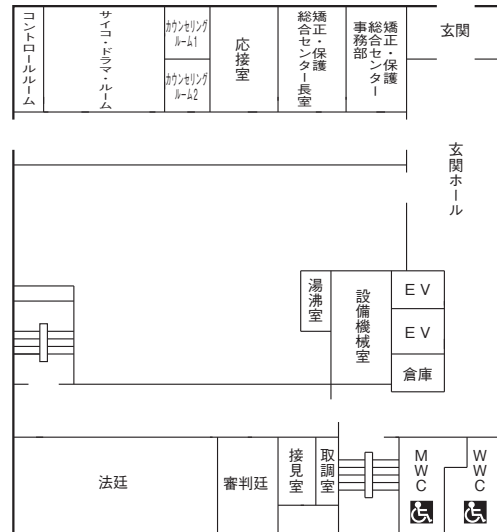 コントロールルーム
サイコ・ドラマ・ルーム
カウンセリング
ルーム1
カウンセリング
ルーム2
応接室
矯正・保護
総合センター長室
矯正・保護
総合センター
事務部
玄関
玄関ホール
湯沸室
設備機械室
EV
EV
倉庫
法廷
審判廷
接見室
取調室
MWC
WWC